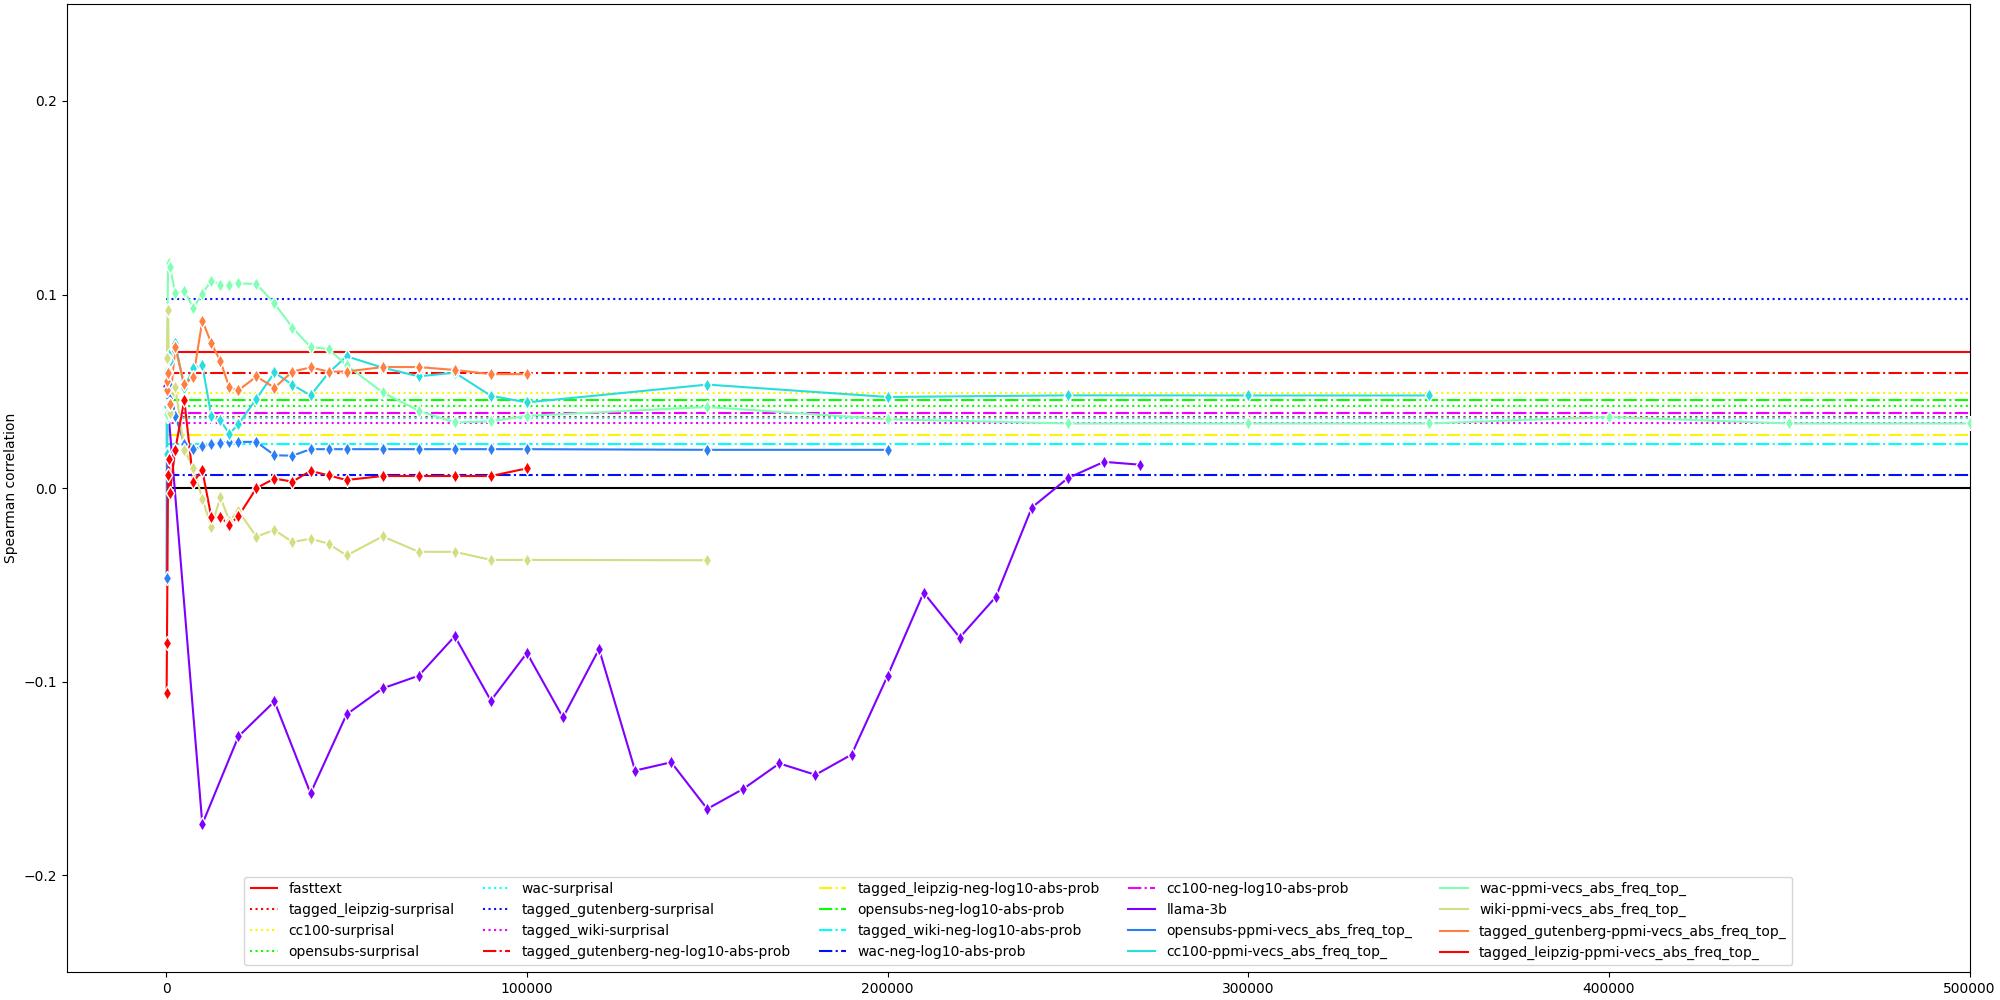 0.2
0.1
0.0
−0.1
−0.2
Spearman correlation
fasttext
tagged_leipzig-surprisal
cc100-surprisal
opensubs-surprisal
wac-surprisal
tagged_gutenberg-surprisal
tagged_wiki-surprisal
tagged_gutenberg-neg-log10-abs-prob
tagged_leipzig-neg-log10-abs-prob
opensubs-neg-log10-abs-prob
tagged_wiki-neg-log10-abs-prob
wac-neg-log10-abs-prob
cc100-neg-log10-abs-prob
llama-3b
opensubs-ppmi-vecs_abs_freq_top_
cc100-ppmi-vecs_abs_freq_top_
wac-ppmi-vecs_abs_freq_top_
wiki-ppmi-vecs_abs_freq_top_
tagged_gutenberg-ppmi-vecs_abs_freq_top_
tagged_leipzig-ppmi-vecs_abs_freq_top_
0 100000 200000 300000 400000 500000